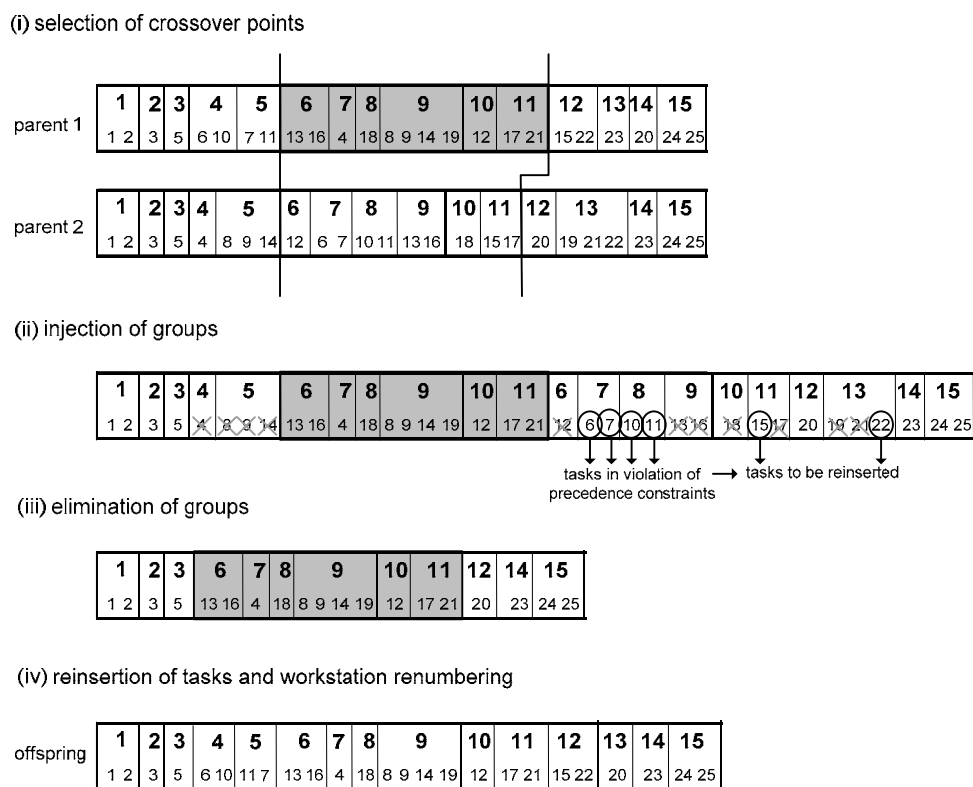 (i) selection of crossover points
1 2 3 4 5 6 7 8 9 10 11 12 13 14 15
parent 1
1 2 3 5 6 10 7 11 13 16 4 18 8 9 14 19 12 17 21 15 22 23 20 24 25
1 2 3 4 5 6 7 8 9 10 11 12 13 14 15
parent 2
1 2 3 5 4 8 9 14 12 6 7 10 11 13 16 18 15 17 20 19 21 22 23 24 25
(ii) injection of groups
1 2 3 4 5 6 7 8 9 10 11 6 7 8 9 10 11 12 13 14 15
1 2 3 5 4 8 9 14 13 16 4 18 8 9 14 19 12 17 21 12 6 7 10 11 13 16 18 15 17 20 19 21 22 23 24 25
tasks in violation of precedence constraints
tasks to be reinserted
(iii) elimination of groups
1 2 3 6 7 8 9 10 11 12 14 15
1 2 3 5 13 16 4 18 8 9 14 19 12 17 21 20 23 24 25
(iv) reinsertion of tasks and workstation renumbering
1 2 3 4 5 6 7 8 9 10 11 12 13 14 15
offspring
1 2 3 5 6 10 11 7 13 16 4 18 8 9 14 19 12 17 21 15 22 20 23 24 25